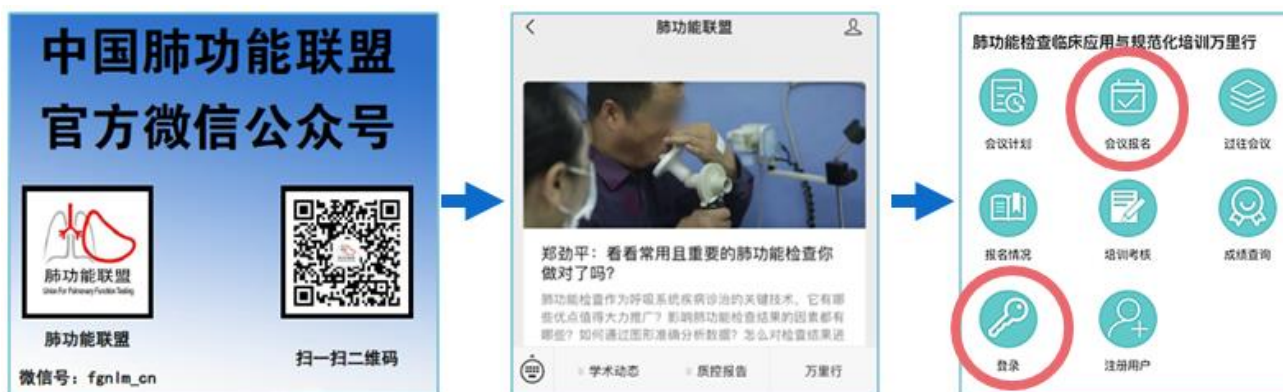 中国肺功能联盟
官方微信公众号
肺功能联盟
Union For Pulmonary Function Testing
肺功能联盟
扫一扫二维码
微信号：fgnlm_cn
肺功能联盟
郑劲平：看看常用且重要的肺功能检查你
做对了吗？
肺功能检查作为呼吸系统疾病诊治的关键技术，它有哪
些优点值得大力推广？影响肺功能检查结果的因素都有
哪些？如何通过图形准确分析数据？怎么对检查结果进
学术动态
质控报告
万里行
肺功能检查临床应用与规范化培训万里行
会议计划
会议报名
过往会议
报名情况
培训考核
成绩查询
登录
注册用户